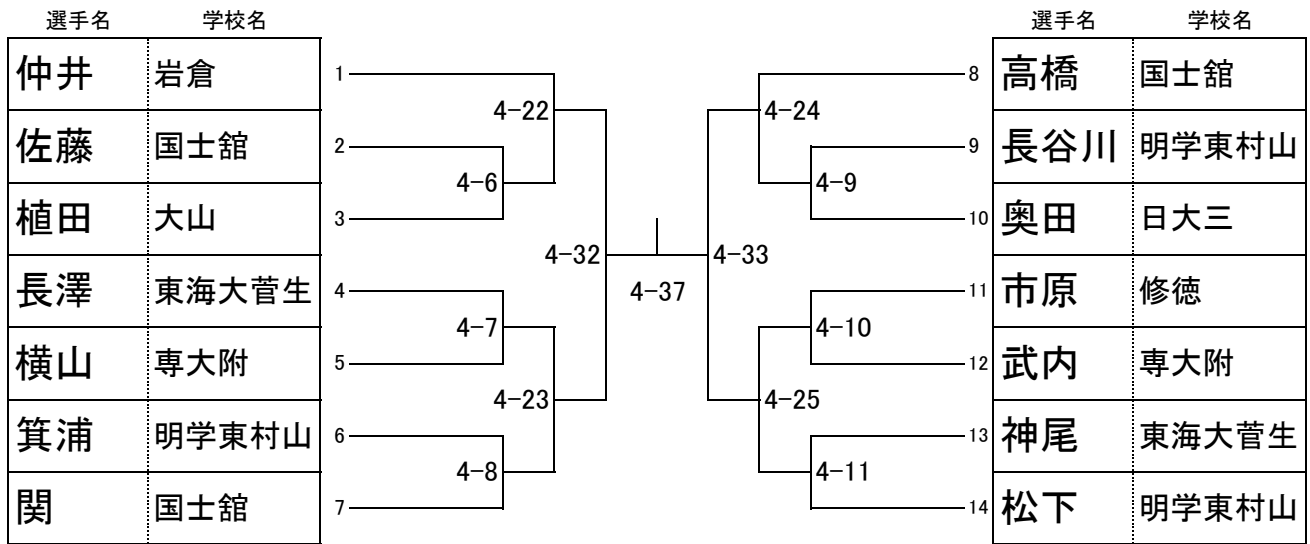 選手名 学校名 選手名 学校名
仲井 岩倉 1 8 高橋 国士舘
4-22 4-24
佐藤 国士舘 2 9 長谷川 明学東村山
4-6 4-9
植田 大山 3 10 奥田 日大三
4-32 4-33
長澤 東海大菅生 4 4-37 11 市原 修徳
4-7 4-10
横山 専大附 5 12 武内 専大附
4-23 4-25
箕浦 明学東村山 6 13 神尾 東海大菅生
4-8 4-11
関 国士舘 7 14 松下 明学東村山